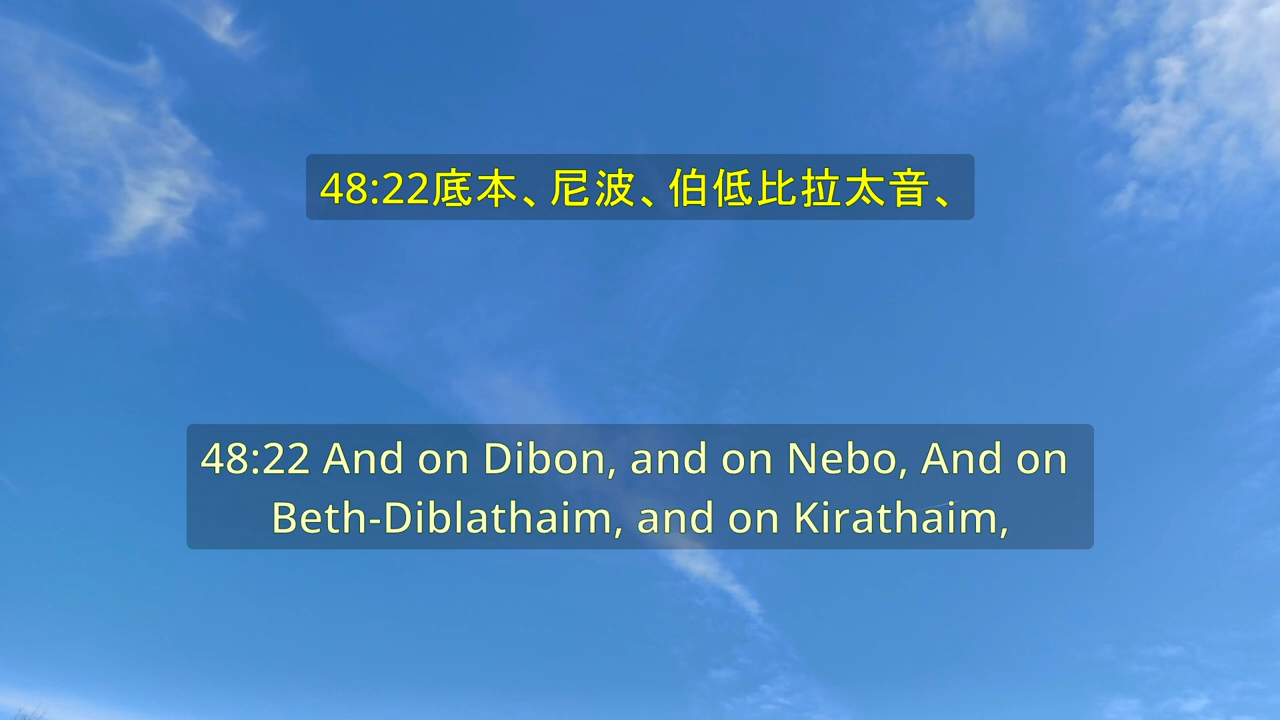 48:22底本、尼波、伯低比拉太音、
48:22 And on Dibon, and on Nebo, And on
Beth-Diblathaim, and on Kirathaim,